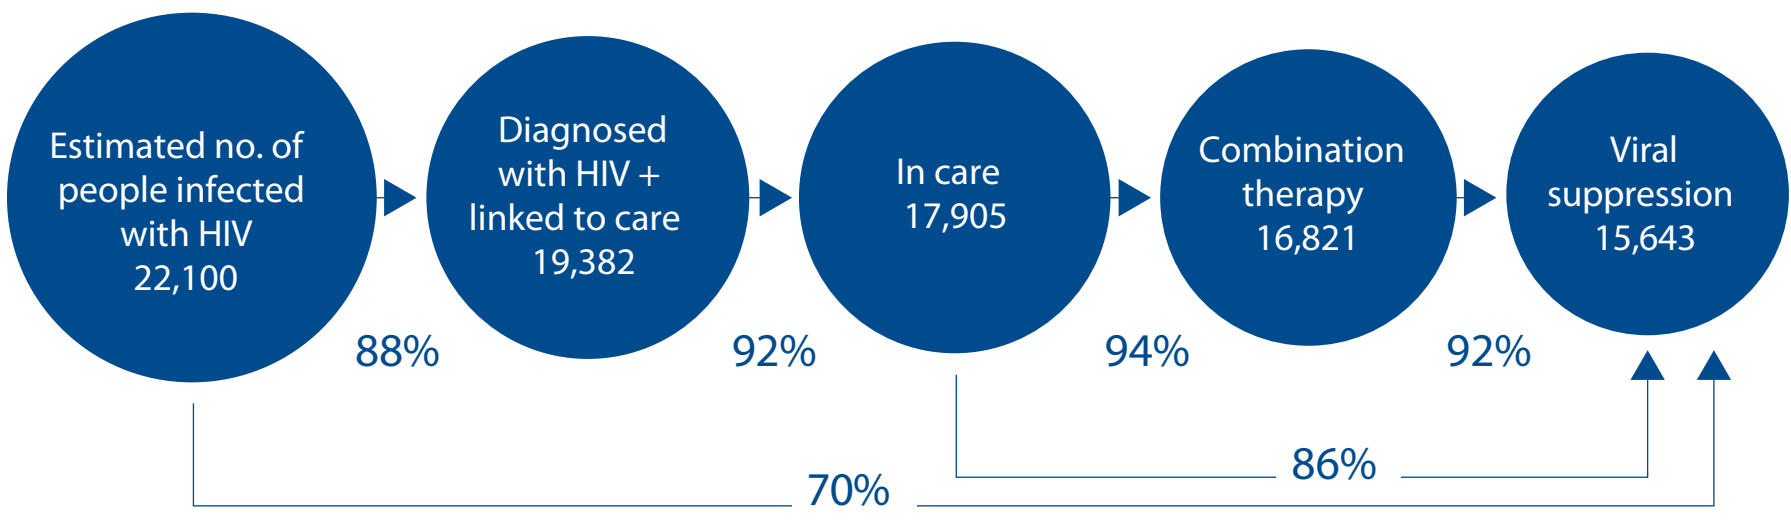 Estimated no. of
people infected
with HIV
22,100
Diagnosed
with HIV +
linked to care
19,382
In care
17,905
Combination
therapy
16,821
Viral
suppression
15,643
88%
92%
94%
92%
86%
70%